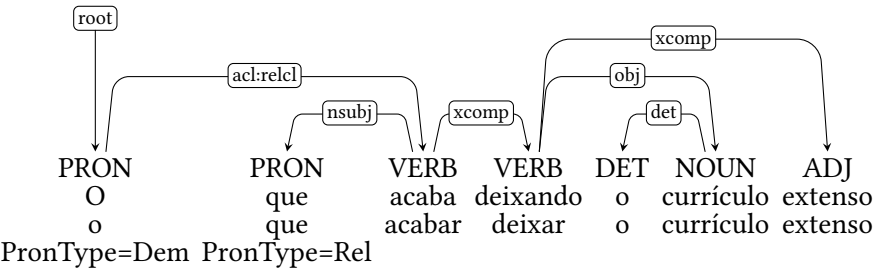 root
xcomp
acl:relcl
obj
nsubj
xcomp
det
PRON PRON VERB VERB DET NOUN ADJ
O que acaba deixando o currículo extenso
o que acabar deixar o currículo extenso
PronType=Dem PronType=Rel